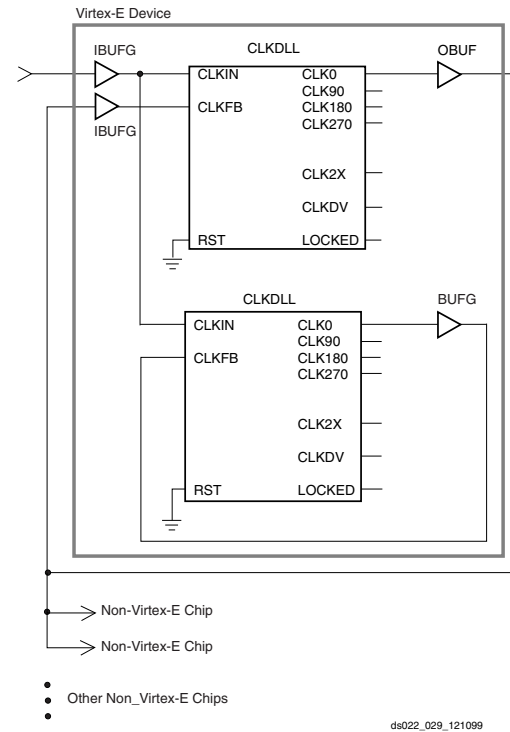 Virtex-E Device
IBUFG
CLKDLL
OBUF
CLKIN
CLK0
CLK90
CLKFB
CLK180
IBUFG
CLK270
CLK2X
CLKDV
RST
LOCKED
CLKDLL
BUFG
CLKIN
CLK0
CLK90
CLKFB
CLK180
CLK270
CLK2X
CLKDV
RST
LOCKED
Non-Virtex-E Chip
Non-Virtex-E Chip
Other Non_Virtex-E Chips
ds022_029_121099